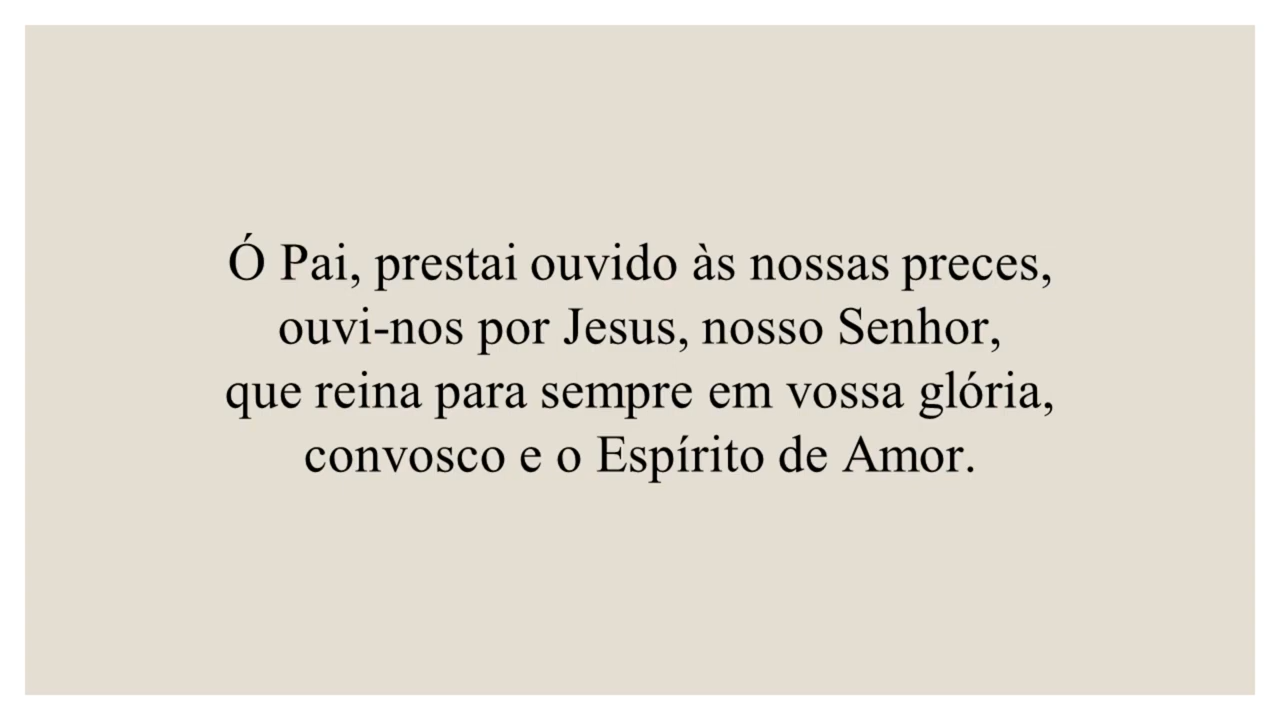 Ó Pai, prestai ouvido às nossas preces,
ouvi-nos por Jesus, nosso Senhor,
que reina para sempre em vossa glória,
convosco e o Espírito de Amor.